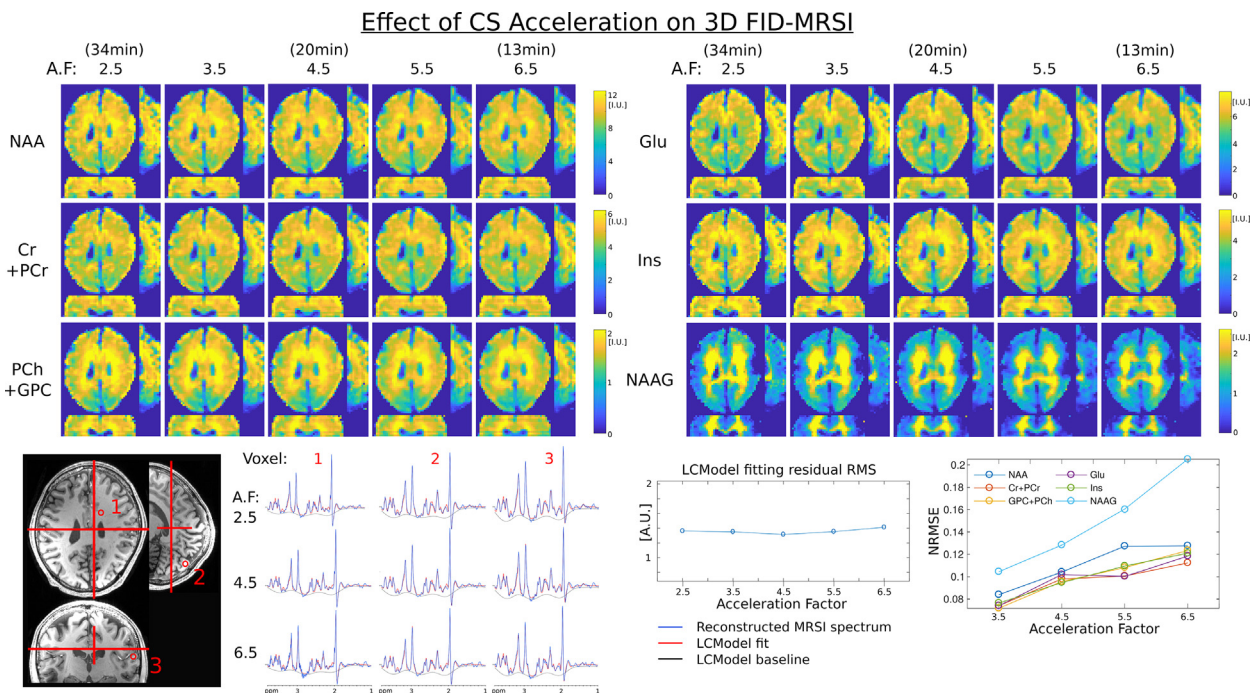 Effect of CS Acceleration on 3D FID-MRSI
(34min) (20min) (13min)
A.F: 2.5 3.5 4.5 5.5 6.5
(34min) (20min) (13min)
A.F: 2.5 3.5 4.5 5.5 6.5
NAA
12
[I.U.]
8
4
0
Glu
[I.U.]
6
4
2
0
Cr
+PCr
6
[I.U.]
4
2
0
Ins
[I.U.]
4
2
0
PCh
+GPC
2
[I.U.]
1
0
NAAG
[I.U.]
2
1
0
1
2
3
Voxel: 1 2 3
A.F:
2.5
4.5
6.5
ppm 3 2 1
3 2 1
3 2 1
LCModel fitting residual RMS
2
[A.U.]
1
2.5 3.5 4.5 5.5 6.5
Acceleration Factor
Reconstructed MRSI spectrum
LCModel fit
LCModel baseline
NAA
Cr+PCr
GPC+PCh
Glu
Ins
NAAG
NRMSE
0.2
0.16
0.12
0.1
0.08
3.5 4.5 5.5 6.5
Acceleration Factor